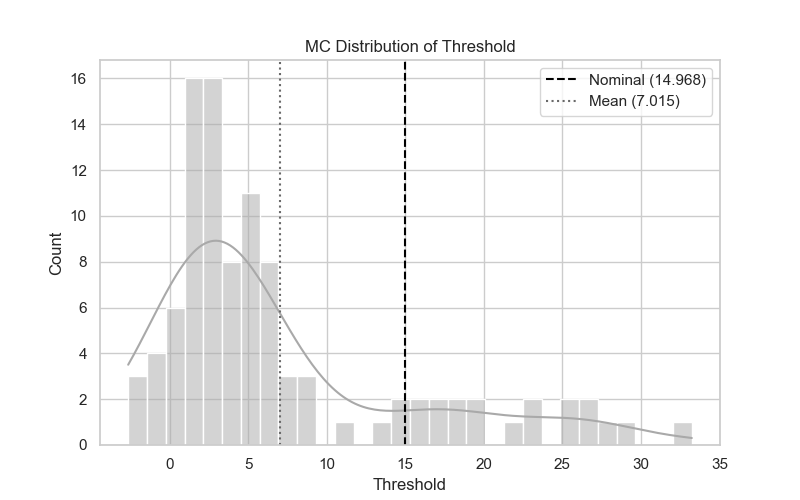 MC Distribution of Threshold
Nominal (14.968)
Mean (7.015)
16
14
12
10
8
6
4
2
0
Count
0 5 10 15 20 25 30 35
Threshold